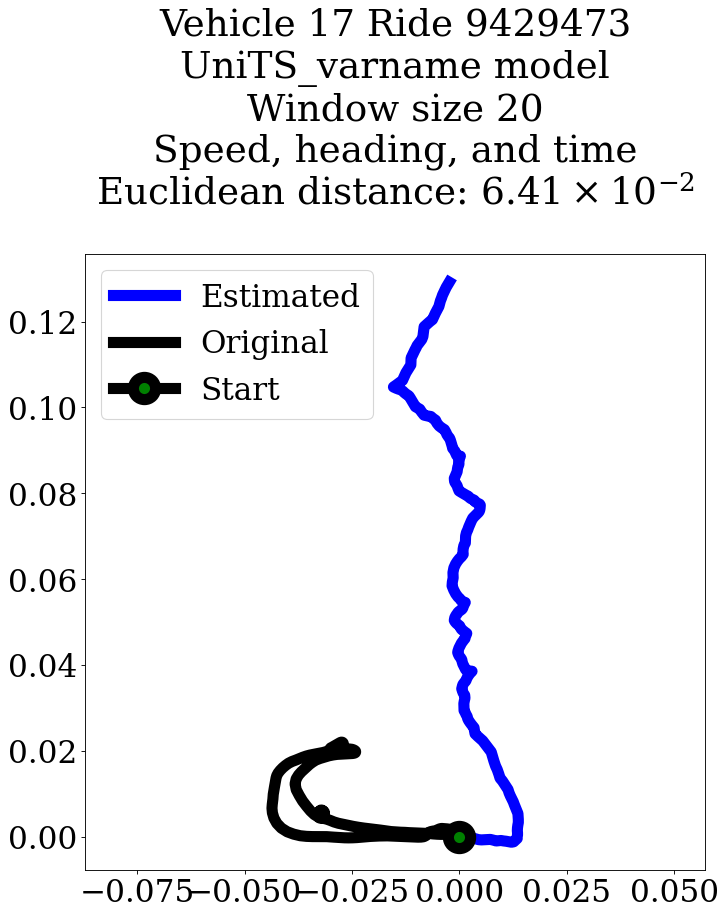 Vehicle 17 Ride 9429473
UniTS_varname model
Window size 20
Speed, heading, and time
Euclidean distance: 6.41 × 10⁻²
Estimated
Original
Start
0.12
0.10
0.08
0.06
0.04
0.02
0.00
−0.075 −0.050 −0.025 0.000 0.025 0.050